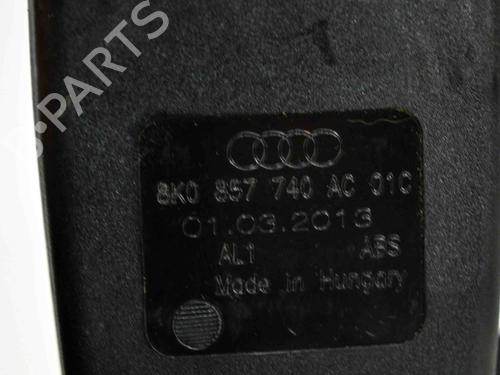 B-PARTS
8K0 857 740 AC 01C
01.03.2013
AL1 ABS
Made in Hungary